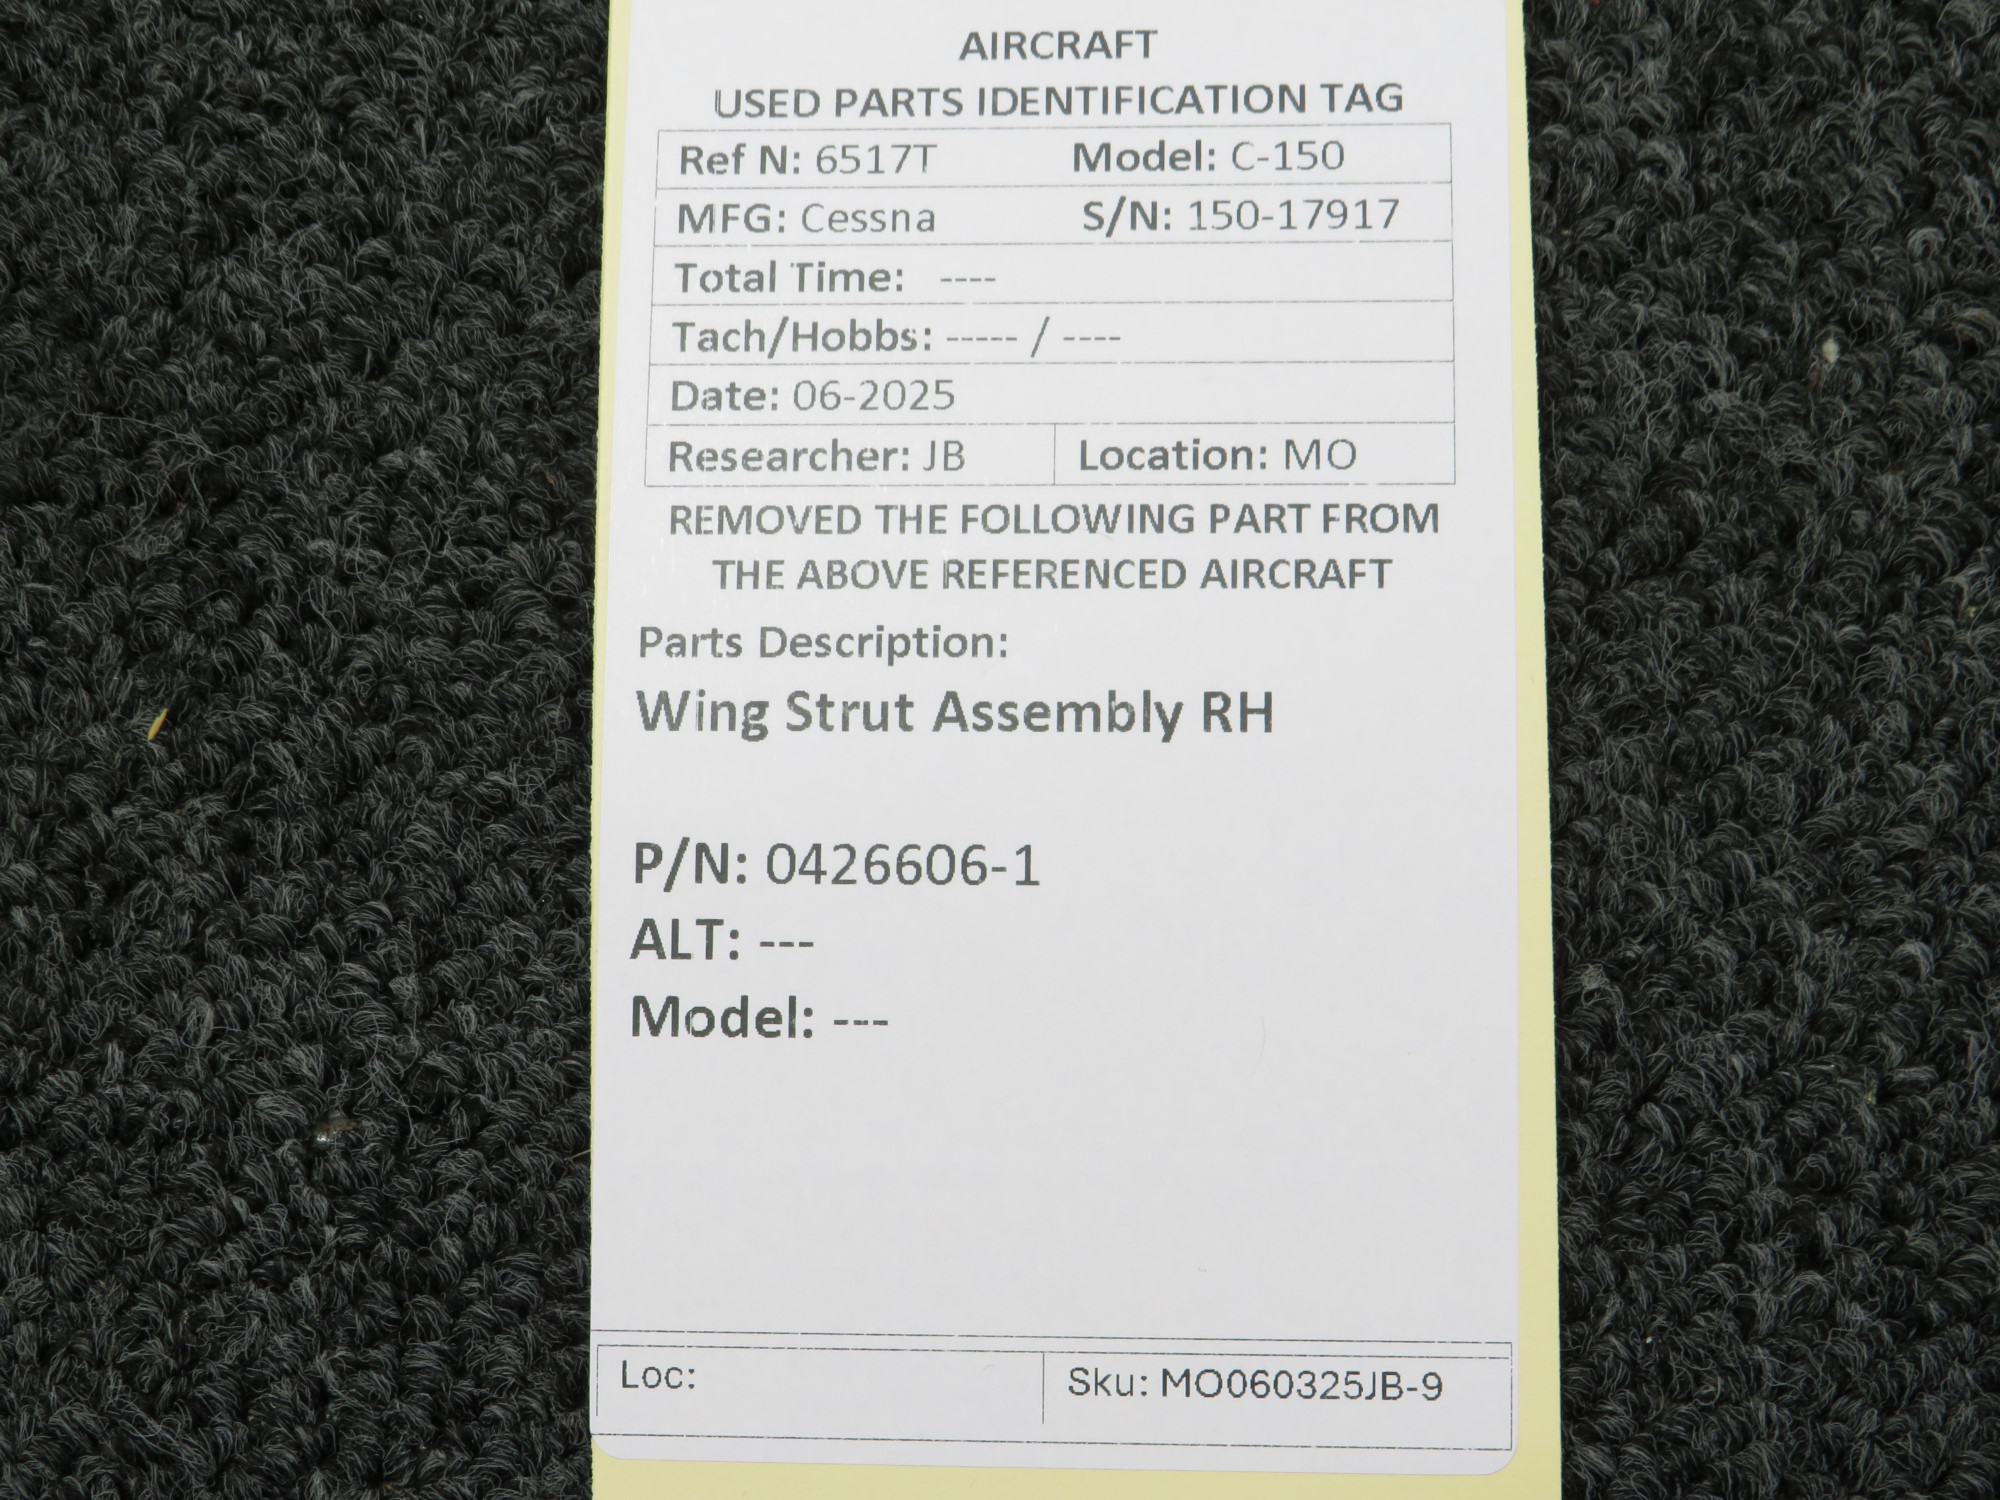 AIRCRAFT
USED PARTS IDENTIFICATION TAG
Ref N: 6517T Model: C-150
MFG: Cessna S/N: 150-17917
Total Time: ----
Tach/Hobbs: ----- / ----
Date: 06-2025
Researcher: JB Location: MO
REMOVED THE FOLLOWING PART FROM
THE ABOVE REFERENCED AIRCRAFT
Parts Description:
Wing Strut Assembly RH
P/N: 0426606-1
ALT: ---
Model: ---
Loc: Sku: MO060325JB-9